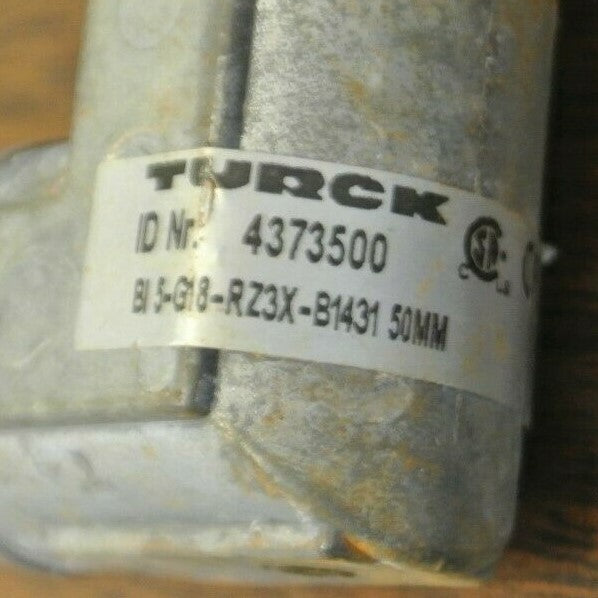 TURCK
ID Nr. 4373500
BI 5-G18-RZ3X-B1431 50MM